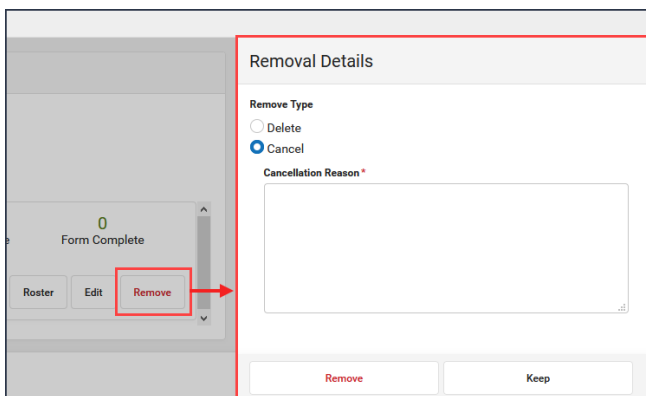 Removal Details
Remove Type
Delete
Cancel
Cancellation Reason *
0
e Form Complete
Roster Edit Remove
Remove Keep